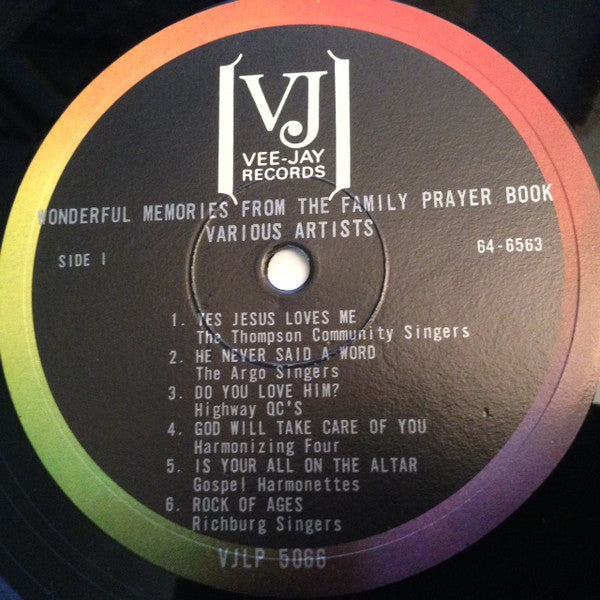 VJ
VEE-JAY
RECORDS
WONDERFUL MEMORIES FROM THE FAMILY PRAYER BOOK
VARIOUS ARTISTS
SIDE 1
64-6563
1. YES JESUS LOVES ME
The Thompson Community Singers
2. HE NEVER SAID A WORD
The Argo Singers
3. DO YOU LOVE HIM?
Highway QC'S
4. GOD WILL TAKE CARE OF YOU
Harmonizing Four
5. IS YOUR ALL ON THE ALTAR
Gospel Harmonettes
6. ROCK OF AGES
Richburg Singers
VJLP 5066